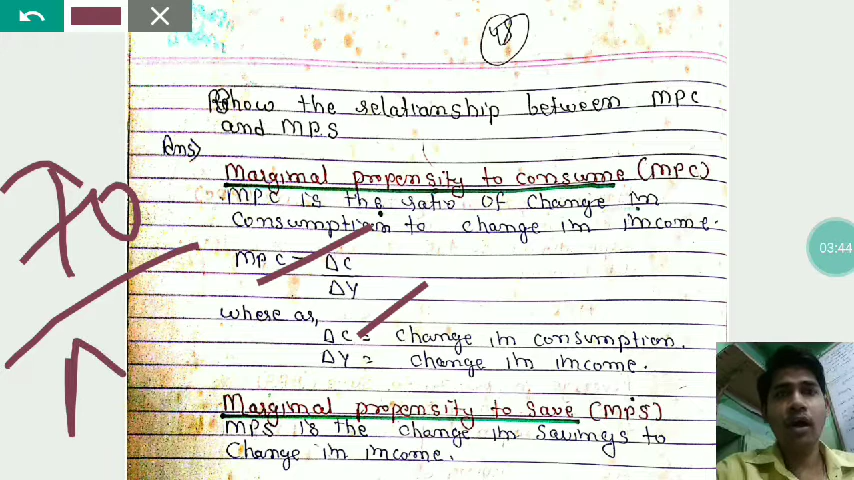 48
Show the relationship between MPC
and MPS
Ans)
Marginal propensity to consume (MPC)
MPC is the ratio of change in
Consumption to change in income.
MPC = ΔC
ΔY
where as,
ΔC = change in consumption.
ΔY = change in income.
Marginal propensity to save (MPS)
MPS is the change in savings to
Change in income.
70
03:44